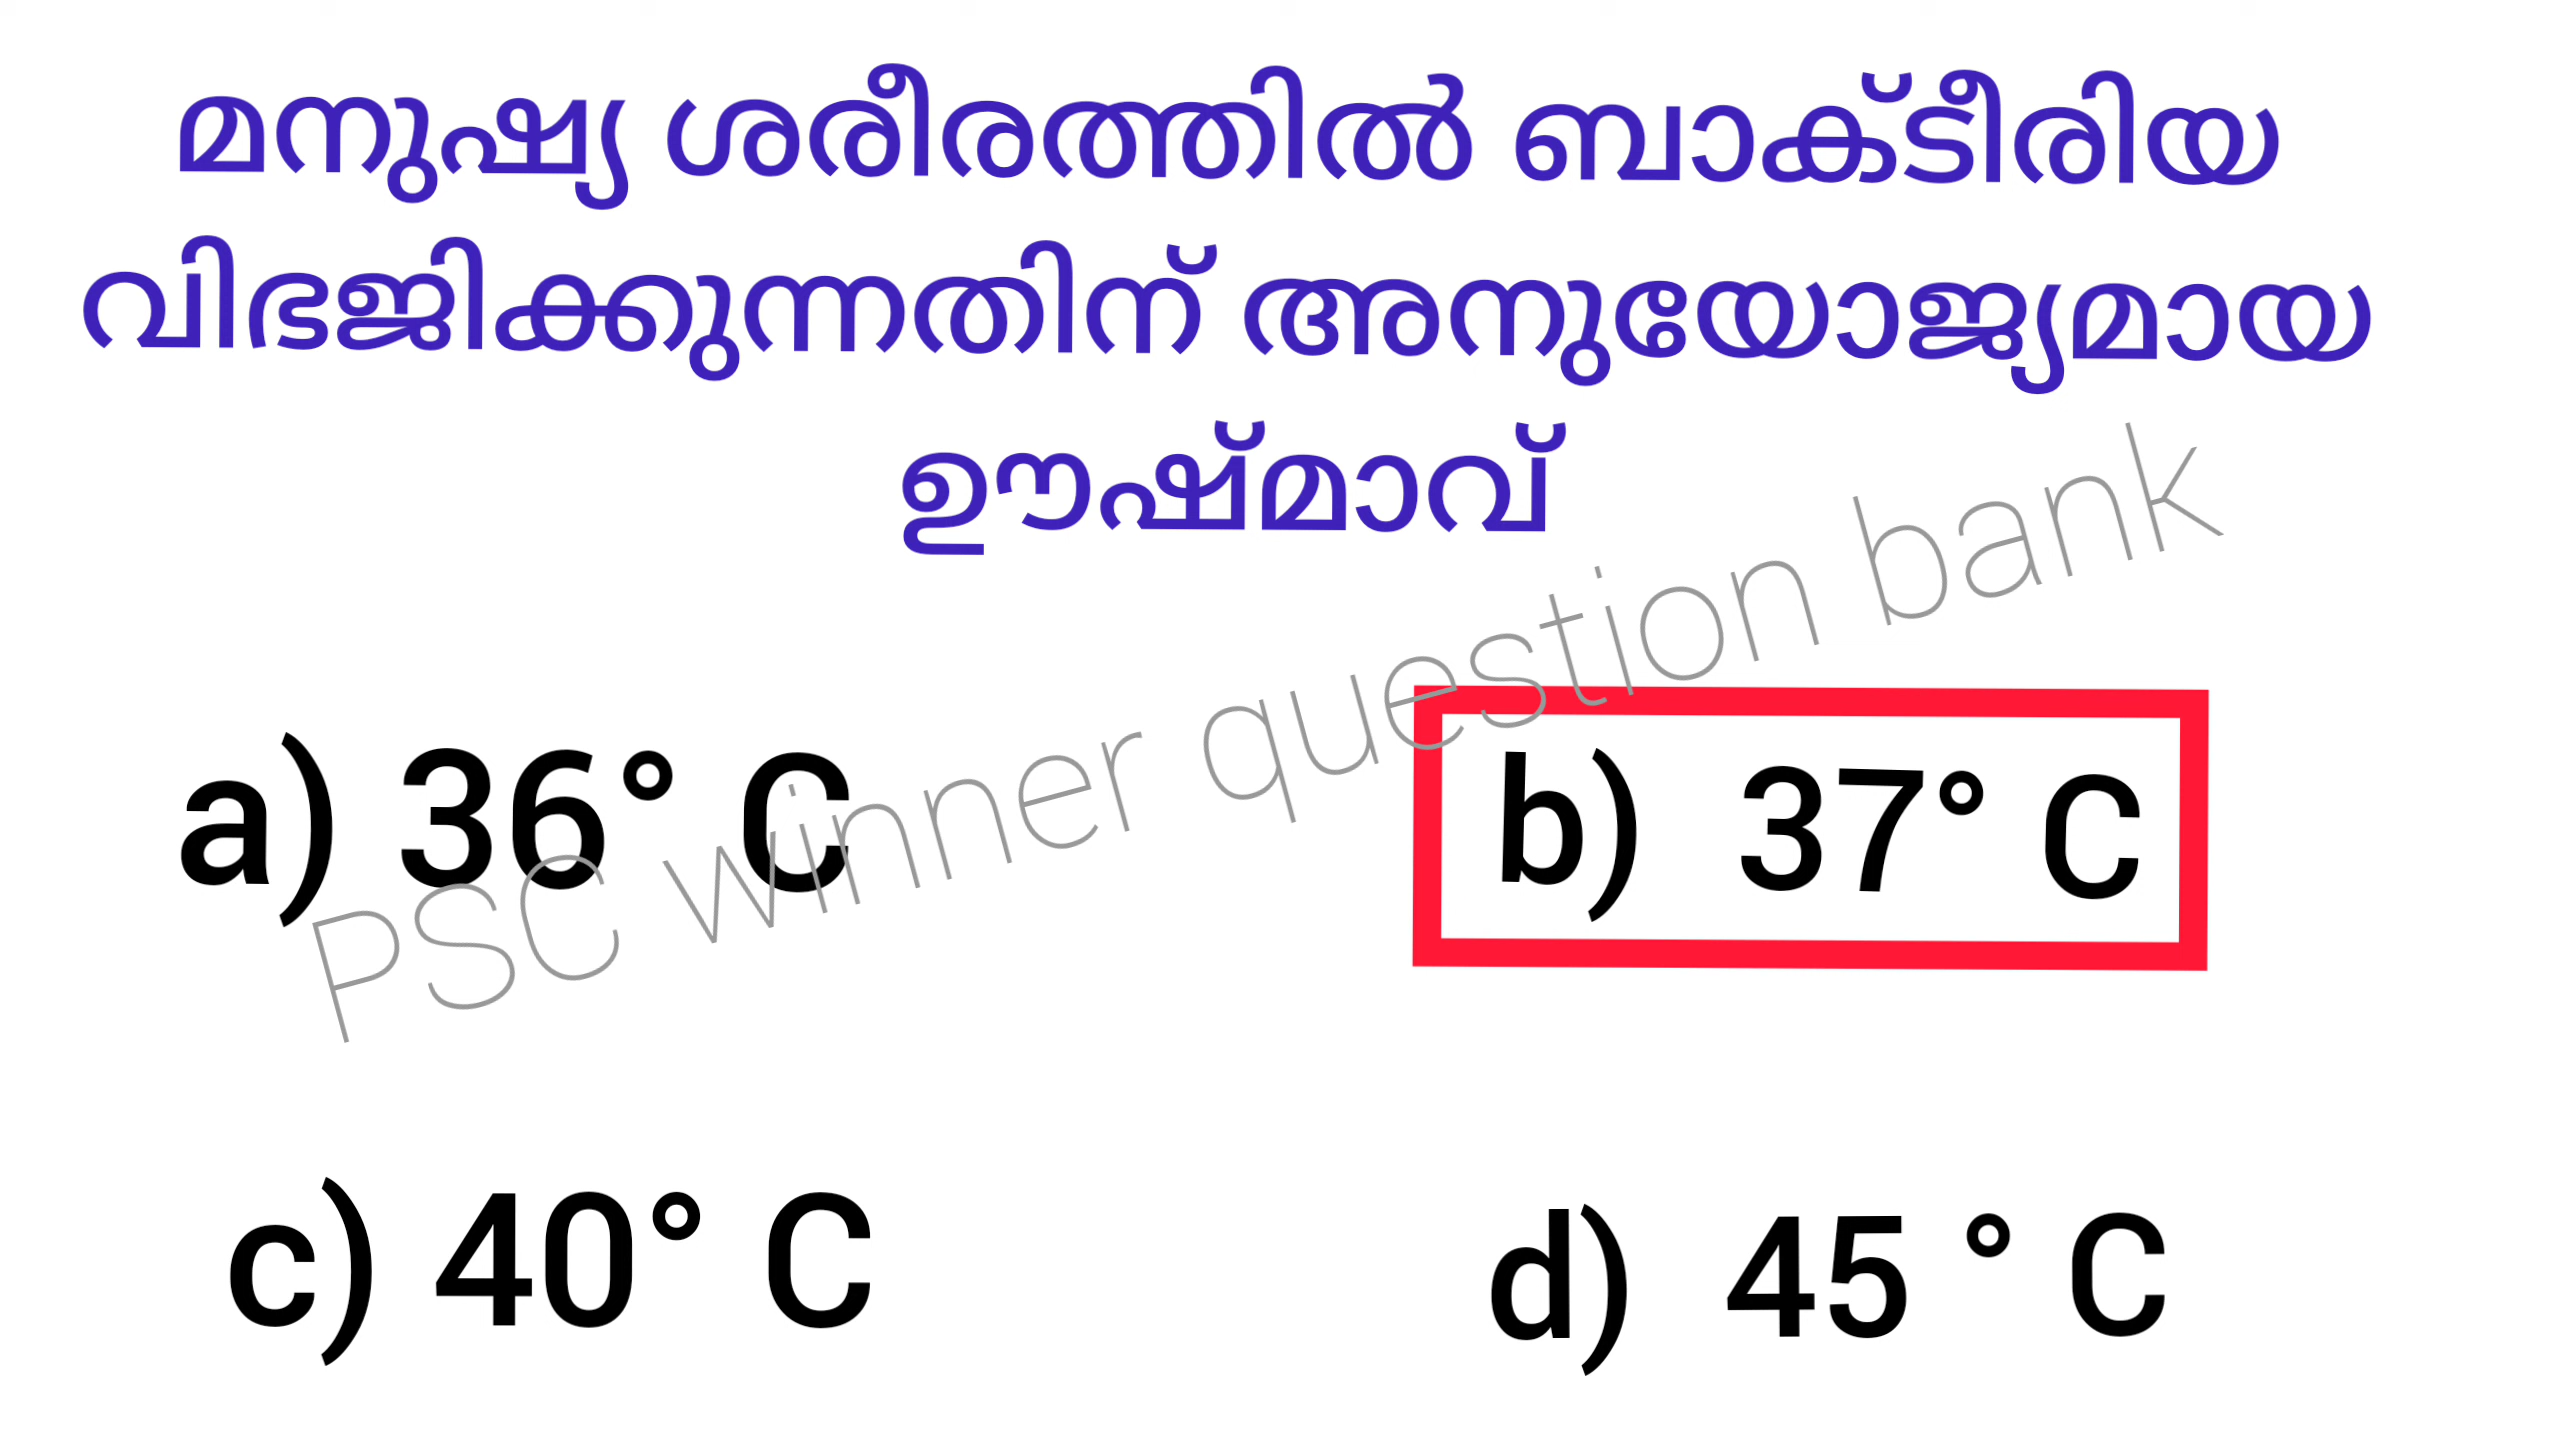 മനുഷ്യ ശരീരത്തിൽ ബാക്ടീരിയ
വിഭജിക്കുന്നതിന് അനുയോജ്യമായ
ഊഷ്മാവ്
a) 36° C
b) 37° C
PSC winner question bank
c) 40° C
d) 45 ° C